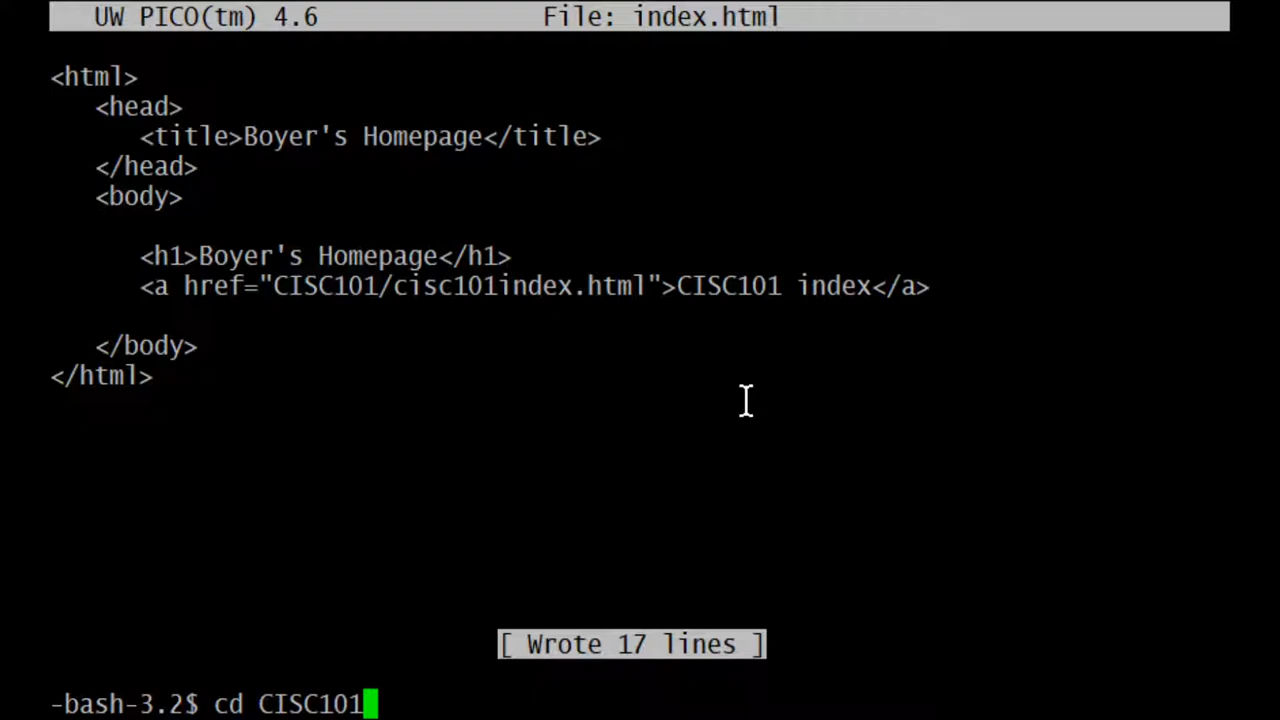 UW PICO(tm) 4.6 File: index.html
<html>
<head>
<title>Boyer's Homepage</title>
</head>
<body>
<h1>Boyer's Homepage</h1>
<a href="CISC101/cisc101index.html">CISC101 index</a>
</body>
</html>
[ Wrote 17 lines ]
-bash-3.2$ cd CISC101